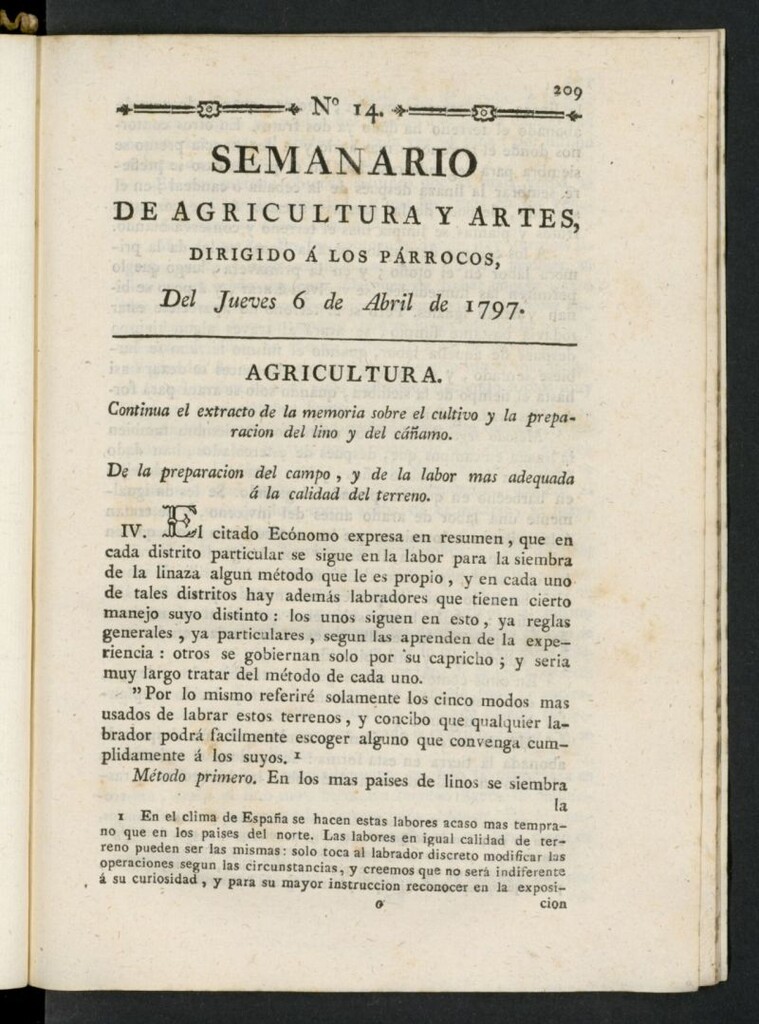 209
Nº 14.
SEMANARIO
DE AGRICULTURA Y ARTES,
DIRIGIDO Á LOS PÁRROCOS,
Del Jueves 6 de Abril de 1797.
AGRICULTURA.
Continua el extracto de la memoria sobre el cultivo y la prepa-
racion del lino y del cáñamo.
De la preparacion del campo, y de la labor mas adequada
á la calidad del terreno.
IV. El citado Ecónomo expresa en resumen, que en
cada distrito particular se sigue en la labor para la siembra
de la linaza algun método que le es propio, y en cada uno
de tales distritos hay además labradores que tienen cierto
manejo suyo distinto: los unos siguen en esto, ya reglas
generales, ya particulares, segun las aprenden de la expe-
riencia: otros se gobiernan solo por su capricho; y seria
muy largo tratar del método de cada uno.
"Por lo mismo referiré solamente los cinco modos mas
usados de labrar estos terrenos, y concibo que qualquier la-
brador podrá facilmente escoger alguno que convenga cum-
plidamente á los suyos. 1
Método primero. En los mas paises de linos se siembra
la
1 En el clima de España se hacen estas labores acaso mas tempra-
no que en los paises del norte. Las labores en igual calidad de ter-
reno pueden ser las mismas: solo toca al labrador discreto modificar las
operaciones segun las circunstancias, y creemos que no será indiferente
á su curiosidad, y para su mayor instruccion reconocer en la exposi-
o cion